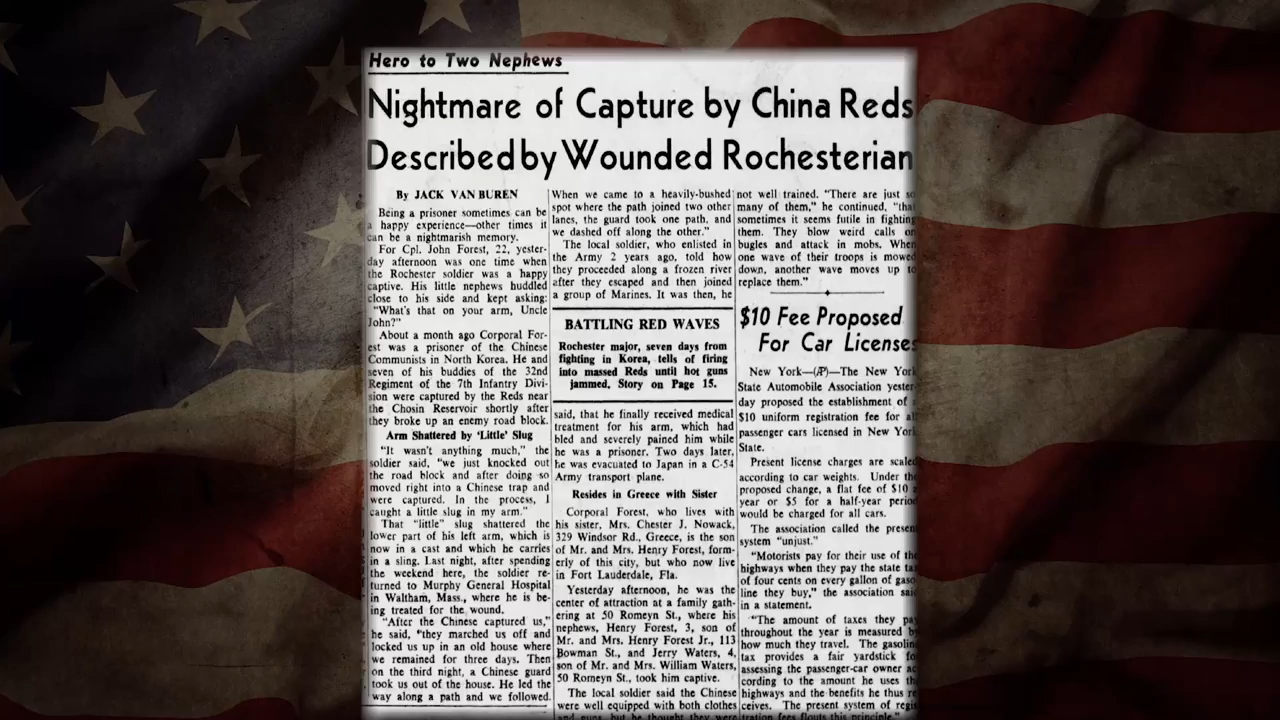 Hero to Two Nephews
Nightmare of Capture by China Reds
Described by Wounded Rochesterian
By JACK VAN BUREN
Being a prisoner sometimes can be
a happy experience—other times it
can be a nightmarish memory.
For Cpl. John Forest, 22, yester-
day afternoon was one time when
the Rochester soldier was a happy
captive. His little nephews huddled
close to his side and kept asking:
"What's that on your arm, Uncle
John?"
About a month ago Corporal For-
est was a prisoner of the Chinese
Communists in North Korea. He and
seven of his buddies of the 32nd
Regiment of the 7th Infantry Divi-
sion were captured by the Reds near
the Chosin Reservoir shortly after
they broke up an enemy road block.
Arm Shattered by 'Little' Slug
"It wasn't anything much," the
soldier said, "we just knocked out
the road block and after doing so
moved right into a Chinese trap and
were captured. In the process, I
caught a little slug in my arm."
That "little" slug shattered the
lower part of his left arm, which is
now in a cast and which he carries
in a sling. Last night, after spending
the weekend here, the soldier re-
turned to Murphy General Hospital
in Waltham, Mass., where he is be-
ing treated for the wound.
"After the Chinese captured us,"
he said, "they marched us off and
locked us up in an old house where
we remained for three days. Then
on the third night, a Chinese guard
took us out of the house. He led the
way along a path and we followed.
When we came to a heavily-bushed
spot where the path joined two other
lanes, the guard took one path, and
we dashed off along the other."
The local soldier, who enlisted in
the Army 2 years ago, told how
they proceeded along a frozen river
after they escaped and then joined
a group of Marines. It was then, he
BATTLING RED WAVES
Rochester major, seven days from
fighting in Korea, tells of firing
into massed Reds until hot guns
jammed. Story on Page 15.
said, that he finally received medical
treatment for his arm, which had
bled and severely pained him while
he was a prisoner. Two days later,
he was evacuated to Japan in a C-54
Army transport plane.
Resides in Greece with Sister
Corporal Forest, who lives with
his sister, Mrs. Chester J. Nowack,
329 Windsor Rd., Greece, is the son
of Mr. and Mrs. Henry Forest, form-
erly of this city, but who now live
in Fort Lauderdale, Fla.
Yesterday afternoon, he was the
center of attraction at a family gath-
ering at 50 Romeyn St., where his
nephews, Henry Forest, 3, son of
Mr. and Mrs. Henry Forest Jr., 113
Bowman St., and Jerry Waters, 4,
son of Mr. and Mrs. William Waters,
50 Romeyn St., took him captive.
The local soldier said the Chinese
were well equipped with both clothes
and guns, but he thought they were
not well trained. "There are just so
many of them," he continued, "that
sometimes it seems futile in fighting
them. They blow weird calls on
bugles and attack in mobs. When
one wave of their troops is mowed
down, another wave moves up to
replace them."
$10 Fee Proposed
For Car Licenses
New York—(AP)—The New York
State Automobile Association yester-
day proposed the establishment of
$10 uniform registration fee for all
passenger cars licensed in New York
State.
Present license charges are scaled
according to car weights. Under the
proposed change, a flat fee of $10 a
year or $5 for a half-year period
would be charged for all cars.
The association called the present
system "unjust."
"Motorists pay for their use of the
highways when they pay the state tax
of four cents on every gallon of gaso-
line they buy," the association said
in a statement.
"The amount of taxes they pay
throughout the year is measured by
how much they travel. The gasoline
tax provides a fair yardstick for
assessing the passenger-car owner ac-
cording to the amount he uses the
highways and the benefits he thus re-
ceives. The present system of regis-
tration fees flouts this principle."